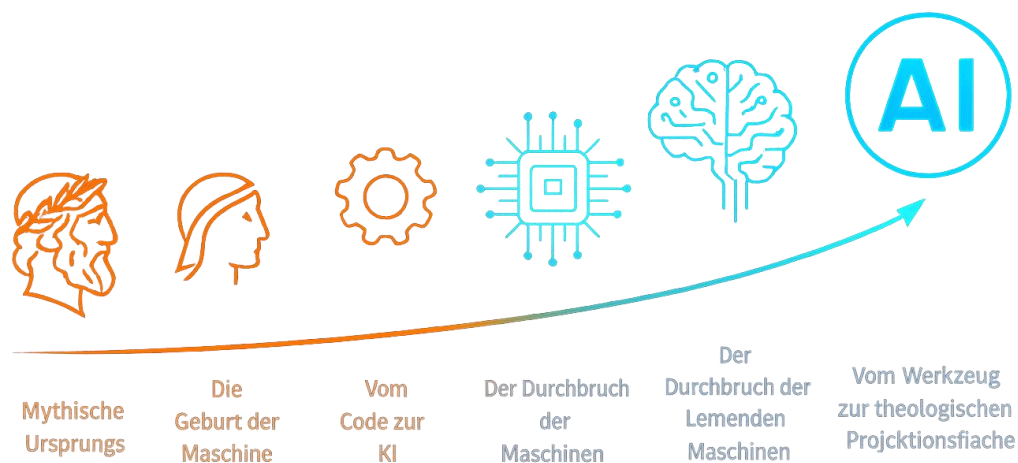 AI
Mythische
Ursprungs
Die
Geburt der
Maschine
Vom
Code zur
KI
Der Durchbruch
der
Maschinen
Der
Durchbruch der
Lemenden
Maschinen
Vom Werkzeug
zur theologischen
Projcktionsfiache